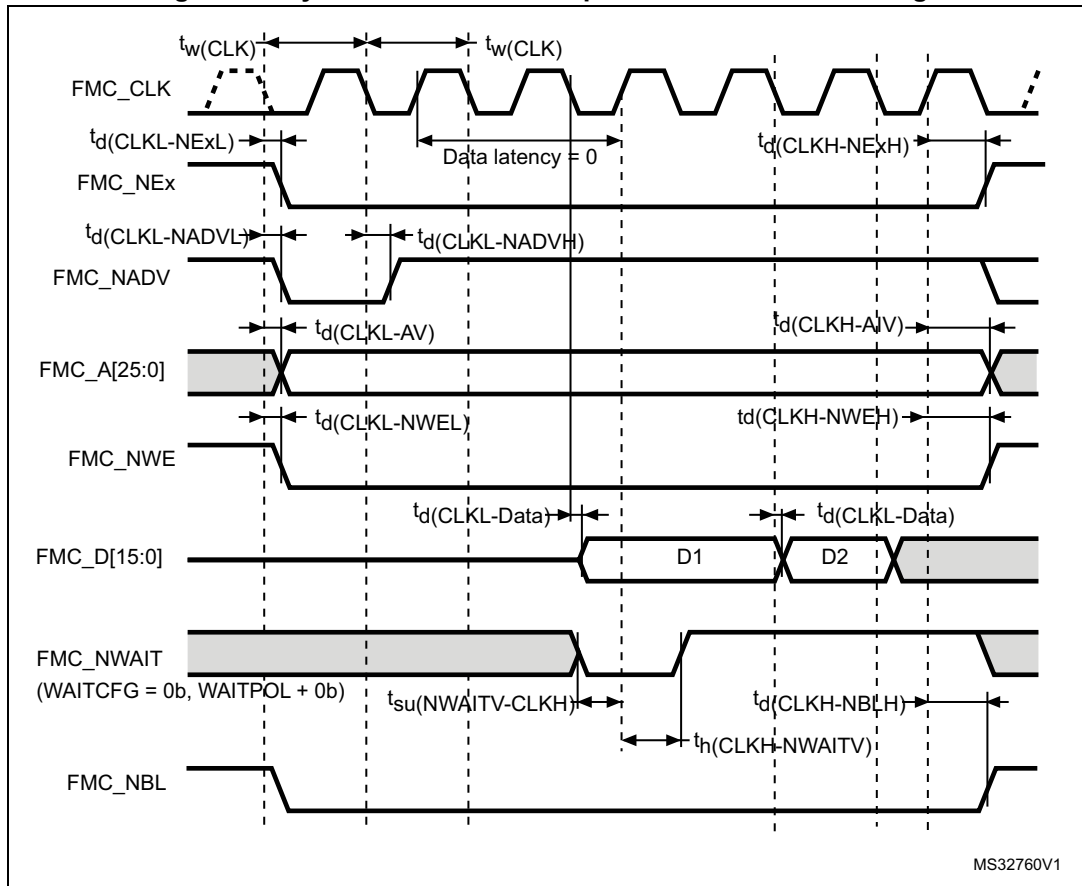 tw(CLK) tw(CLK)
FMC_CLK
td(CLKL-NExL) Data latency = 0 td(CLKH-NExH)
FMC_NEx
td(CLKL-NADVL) td(CLKL-NADVH)
FMC_NADV
td(CLKL-AV) td(CLKH-AIV)
FMC_A[25:0]
td(CLKL-NWEL) td(CLKH-NWEH)
FMC_NWE
td(CLKL-Data) td(CLKL-Data)
FMC_D[15:0] D1 D2
FMC_NWAIT
(WAITCFG = 0b, WAITPOL + 0b)
tsu(NWAITV-CLKH) td(CLKH-NBLH)
th(CLKH-NWAITV)
FMC_NBL
MS32760V1